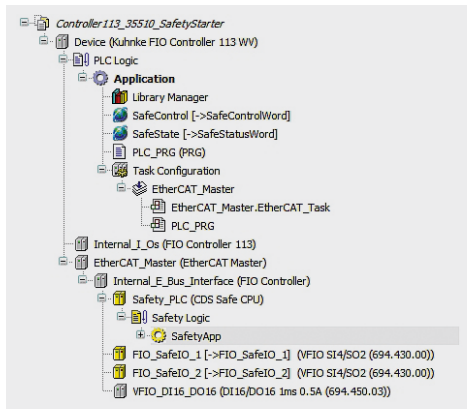 Controller113_35510_SafetyStarter
Device (Kuhnke FIO Controller 113 WV)
PLC Logic
Application
Library Manager
SafeControl [->SafeControlWord]
SafeState [->SafeStatusWord]
PLC_PRG (PRG)
Task Configuration
EtherCAT_Master
EtherCAT_Master.EtherCAT_Task
PLC_PRG
Internal_I_Os (FIO Controller 113)
EtherCAT_Master (EtherCAT Master)
Internal_E_Bus_Interface (FIO Controller)
Safety_PLC (CDS Safe CPU)
Safety Logic
SafetyApp
FIO_SafeIO_1 [->FIO_SafeIO_1] (VFIO SI4/SO2 (694.430.00))
FIO_SafeIO_2 [->FIO_SafeIO_2] (VFIO SI4/SO2 (694.430.00))
VFIO_DI16_DO16 (DI16/DO16 1ms 0.5A (694.450.03))